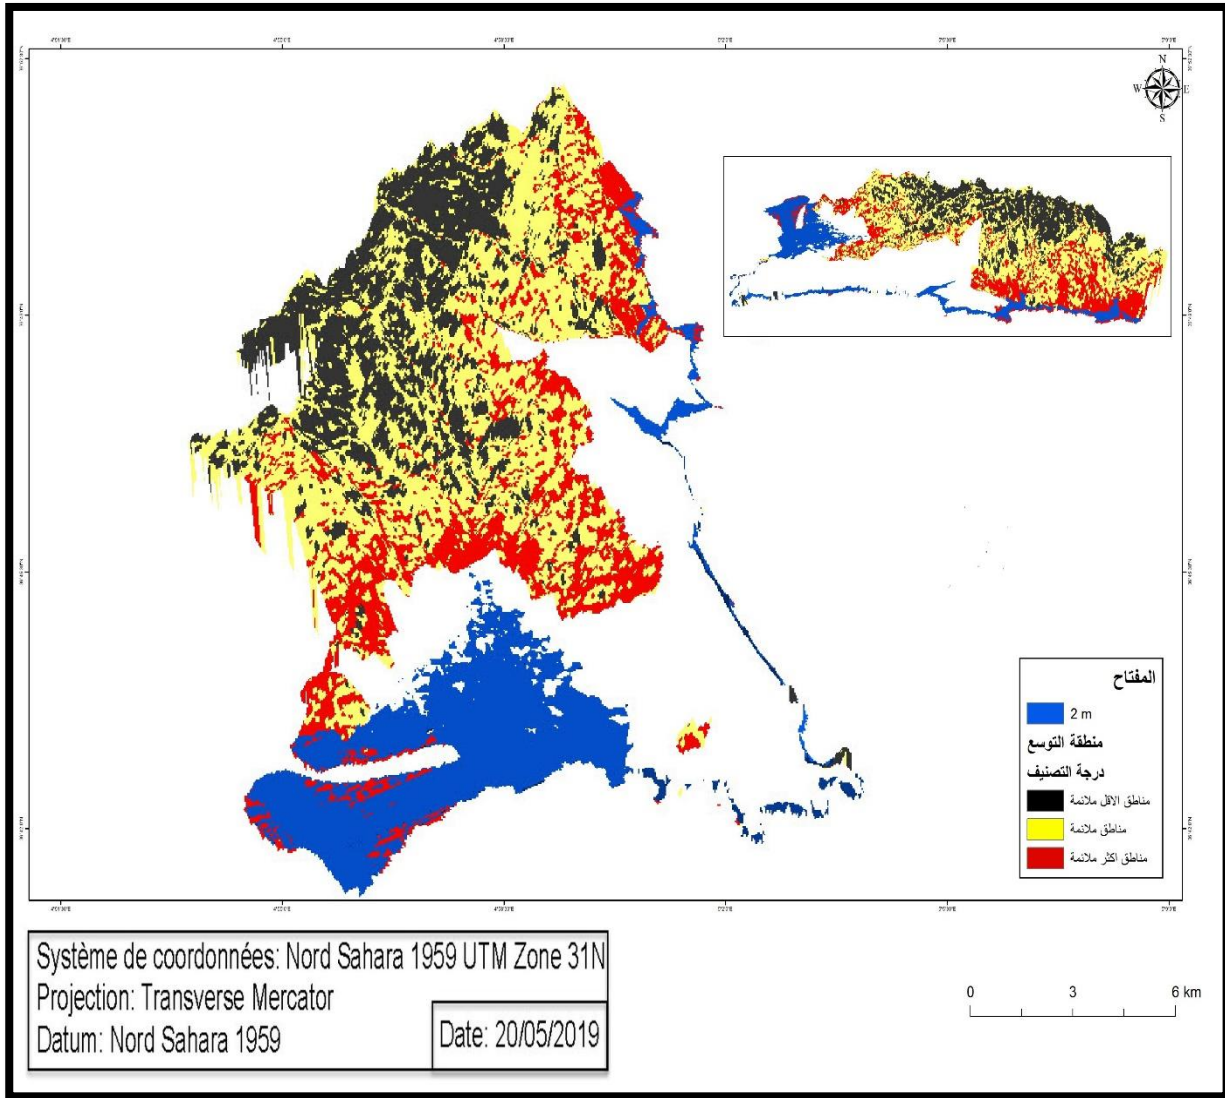 N
W E
S
المفتاح
2 m
منطقة التوسع
درجة التصنيف
مناطق الاقل ملائمة
مناطق ملائمة
مناطق اكثر ملائمة
Système de coordonnées: Nord Sahara 1959 UTM Zone 31N
Projection: Transverse Mercator
Datum: Nord Sahara 1959
Date: 20/05/2019
0 3 6 km